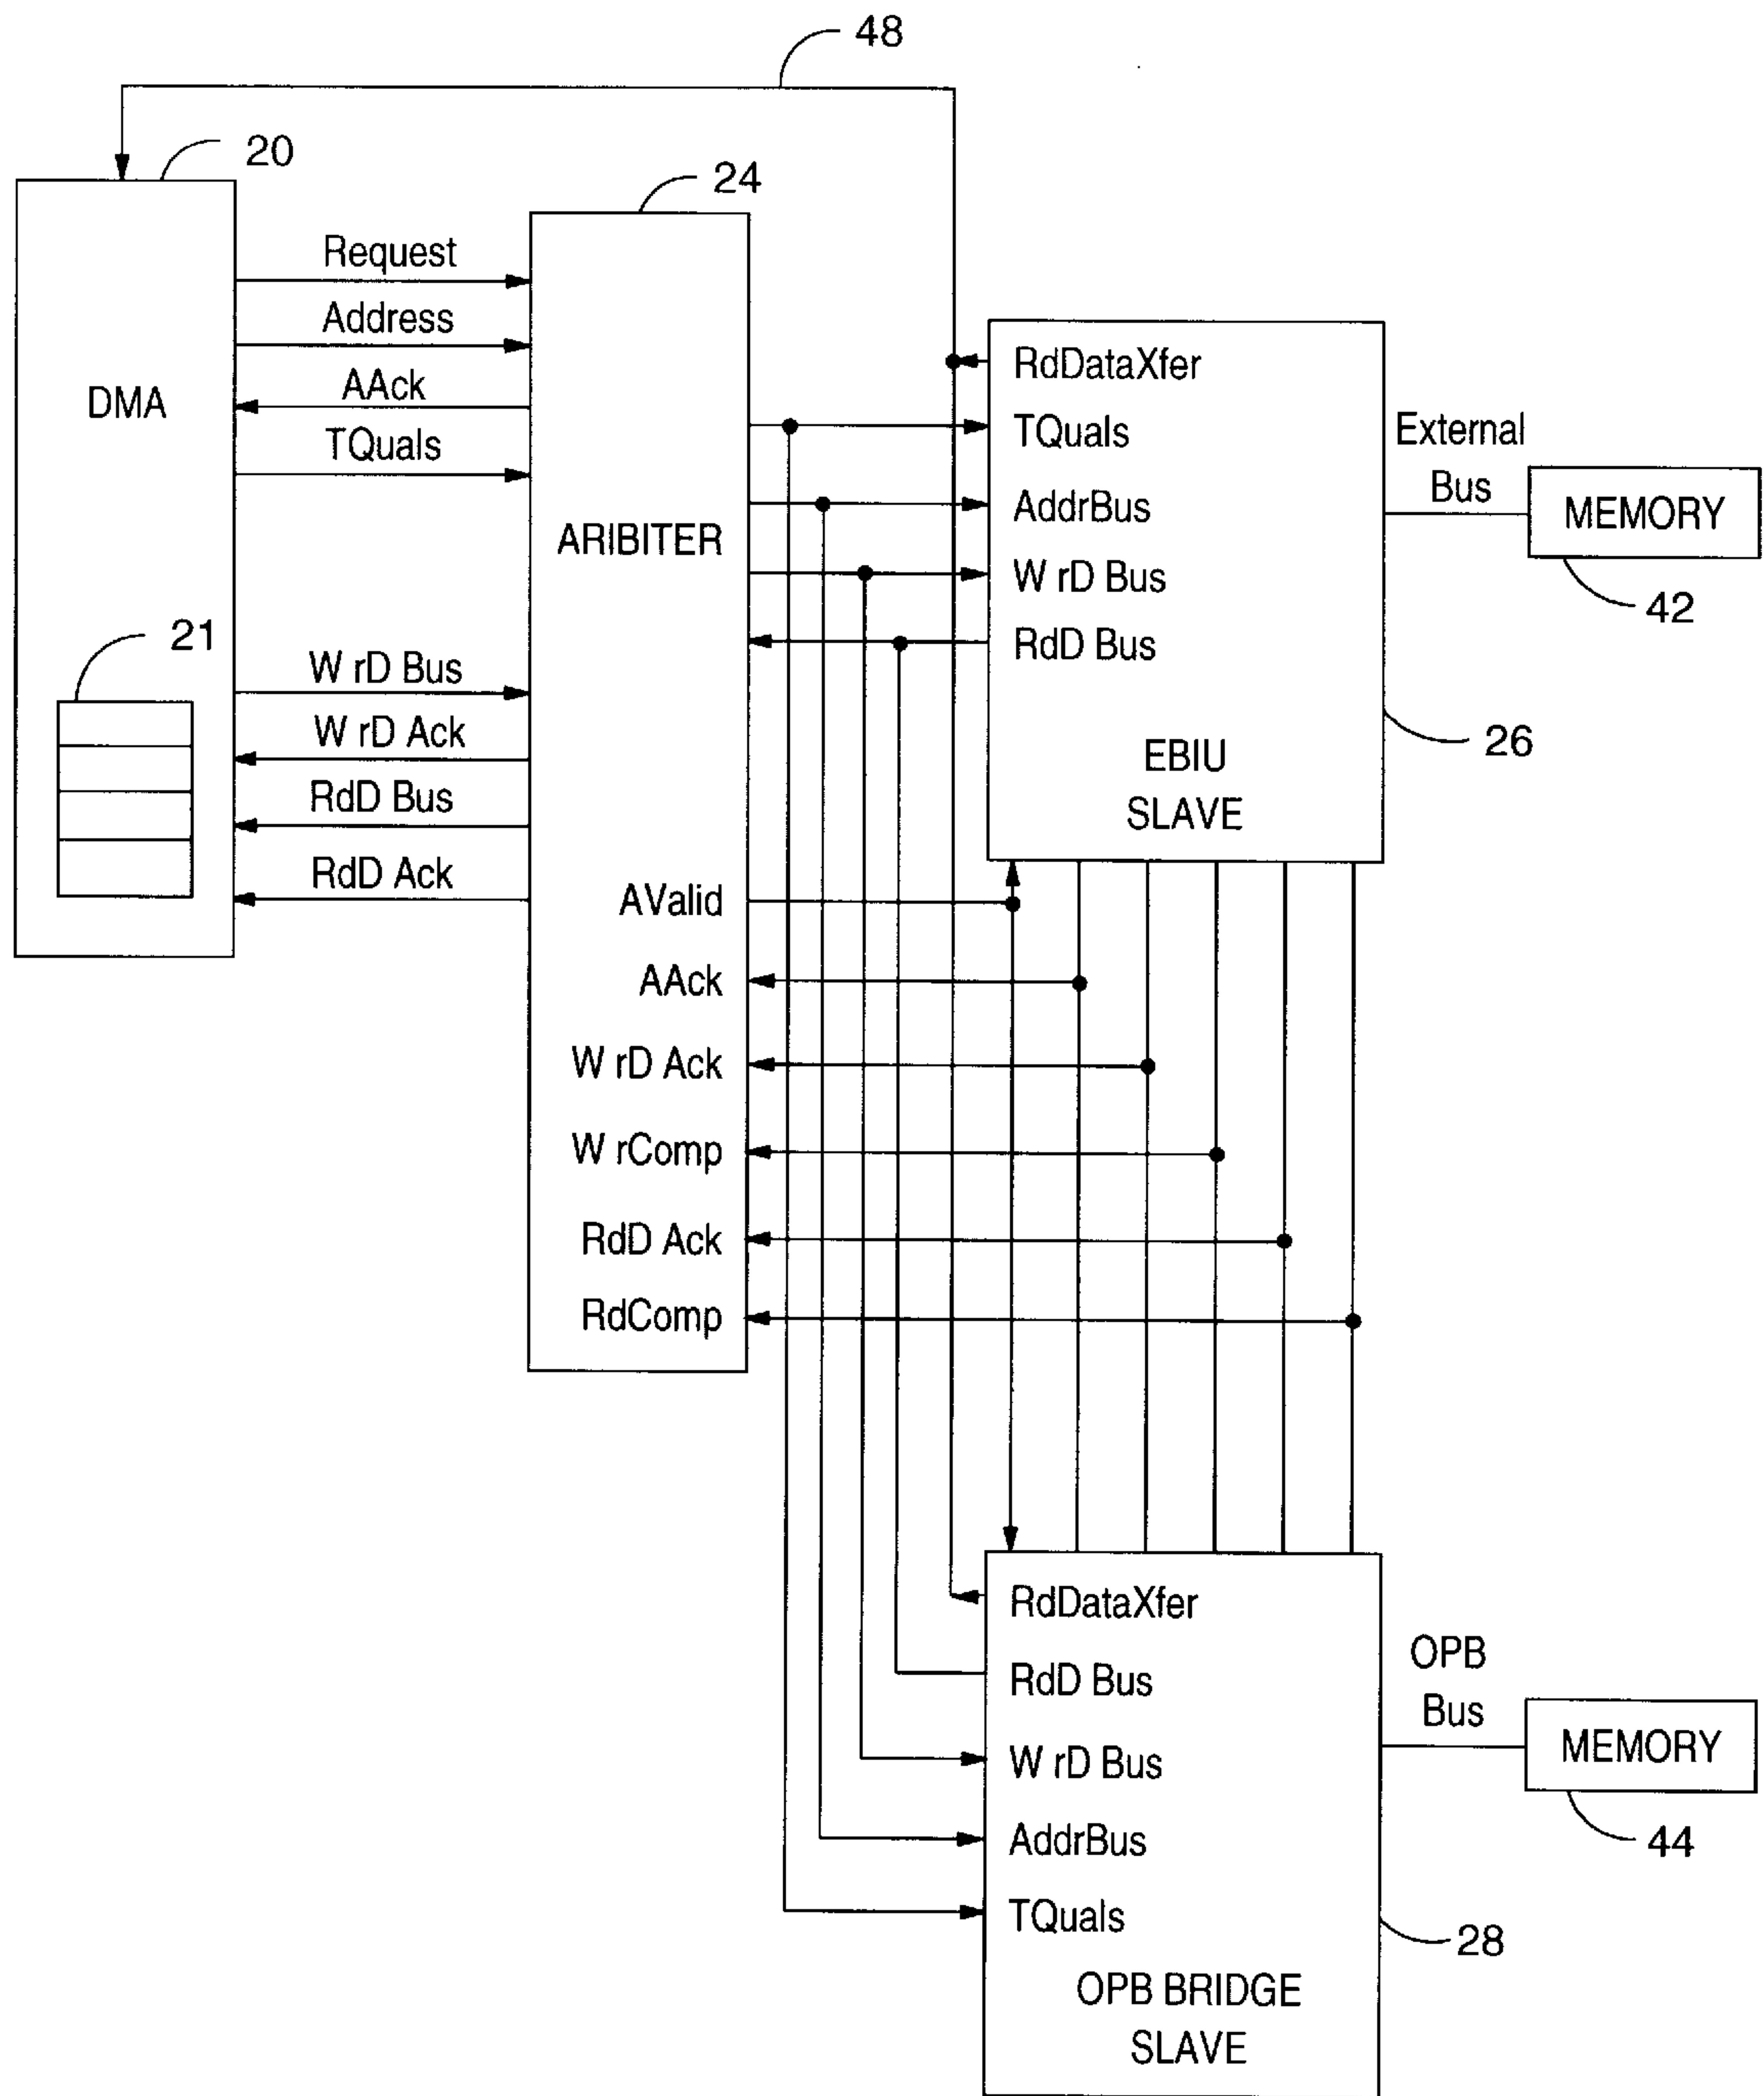 48
20
24
Request
Address
AAck
TQuals
DMA
ARIBITER
21
W rD Bus
W rD Ack
RdD Bus
RdD Ack
AValid
AAck
W rD Ack
W rComp
RdD Ack
RdComp
RdDataXfer
TQuals
AddrBus
W rD Bus
RdD Bus
EBIU
SLAVE
26
External
Bus
MEMORY
42
RdDataXfer
RdD Bus
W rD Bus
AddrBus
TQuals
OPB BRIDGE
SLAVE
28
OPB
Bus
MEMORY
44